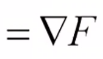 = ∇F